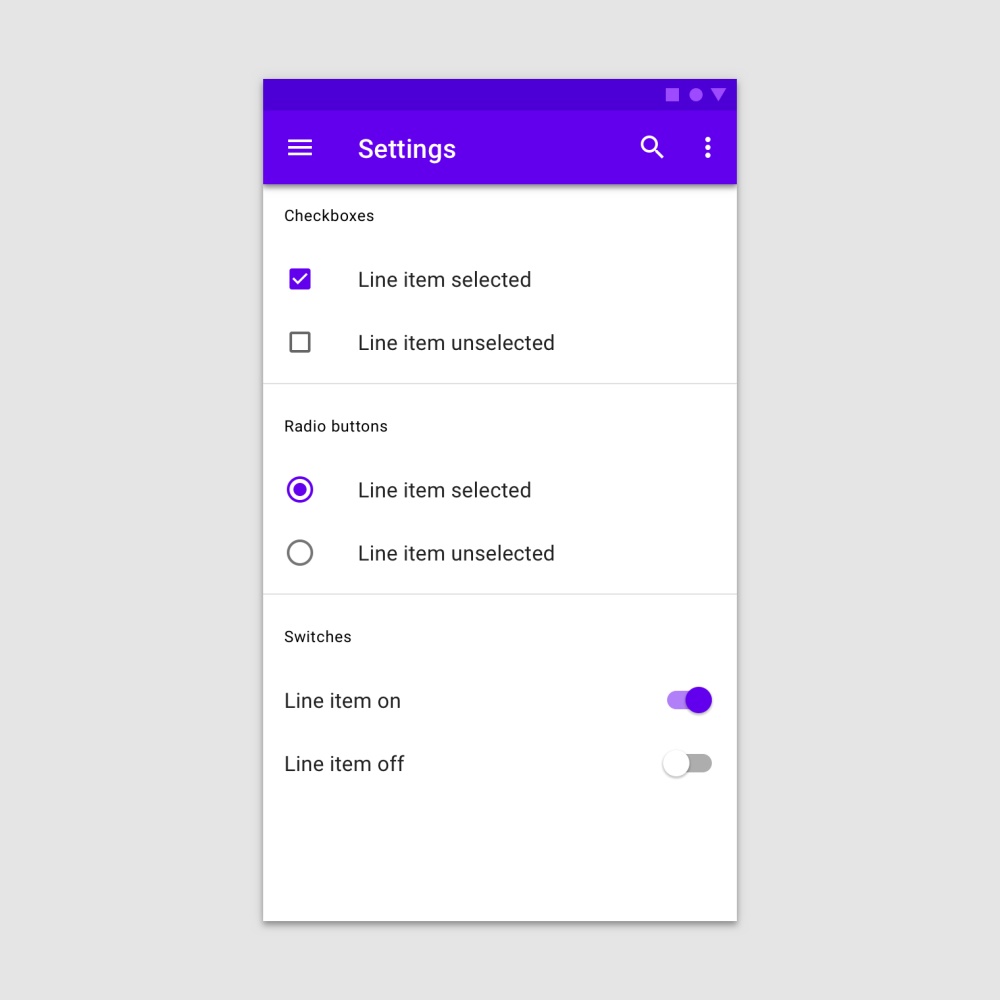 Settings
Checkboxes
Line item selected
Line item unselected
Radio buttons
Line item selected
Line item unselected
Switches
Line item on
Line item off